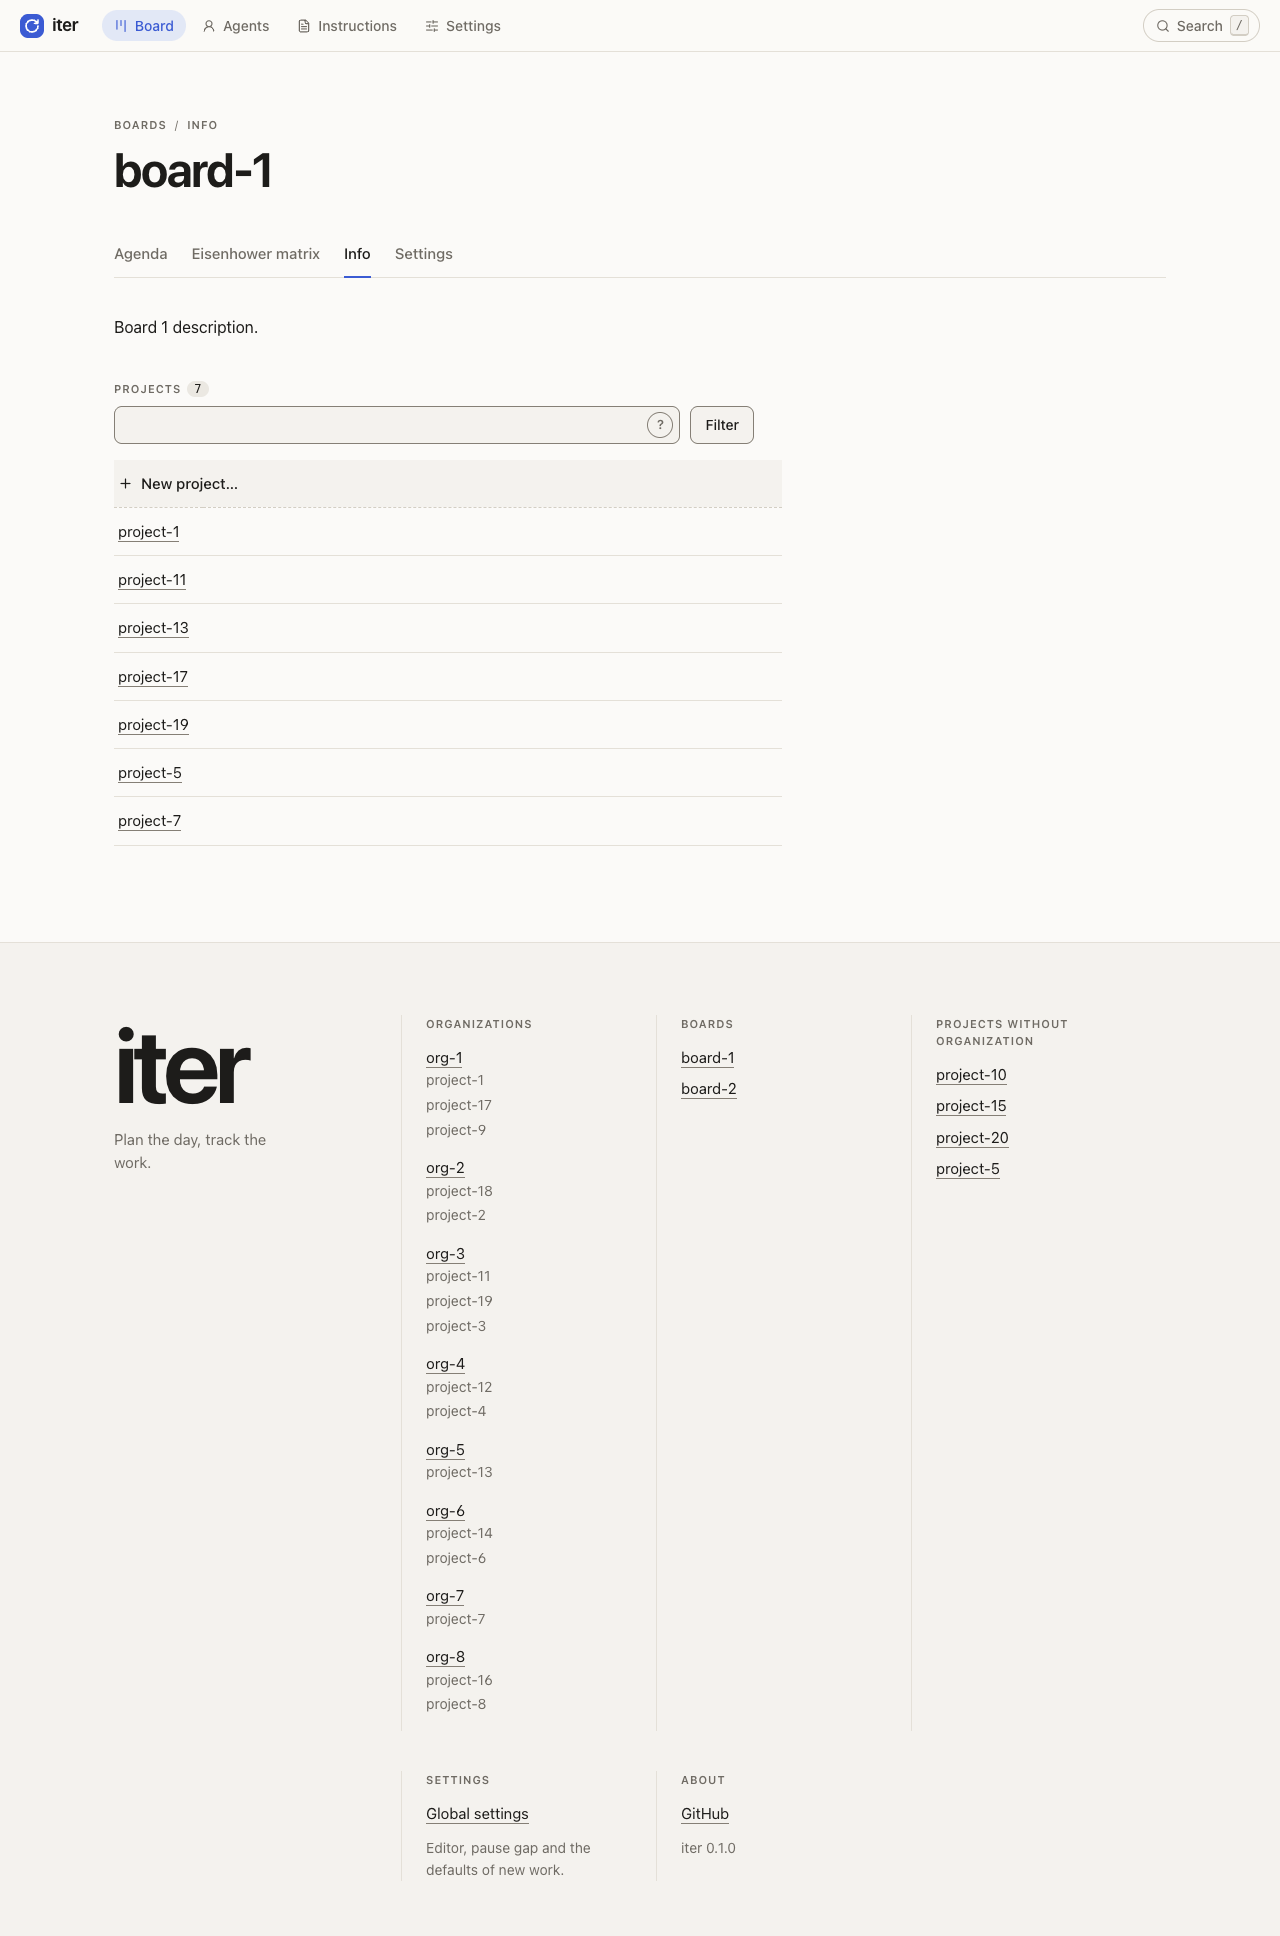 iter
Board
Agents
Instructions
Settings
Search /
BOARDS / INFO
board-1
Agenda
Eisenhower matrix
Info
Settings
Board 1 description.
PROJECTS 7
?
Filter
+ New project...
project-1
project-11
project-13
project-17
project-19
project-5
project-7
iter
Plan the day, track the
work.
ORGANIZATIONS
org-1
project-1
project-17
project-9
org-2
project-18
project-2
org-3
project-11
project-19
project-3
org-4
project-12
project-4
org-5
project-13
org-6
project-14
project-6
org-7
project-7
org-8
project-16
project-8
BOARDS
board-1
board-2
PROJECTS WITHOUT
ORGANIZATION
project-10
project-15
project-20
project-5
SETTINGS
Global settings
Editor, pause gap and the
defaults of new work.
ABOUT
GitHub
iter 0.1.0